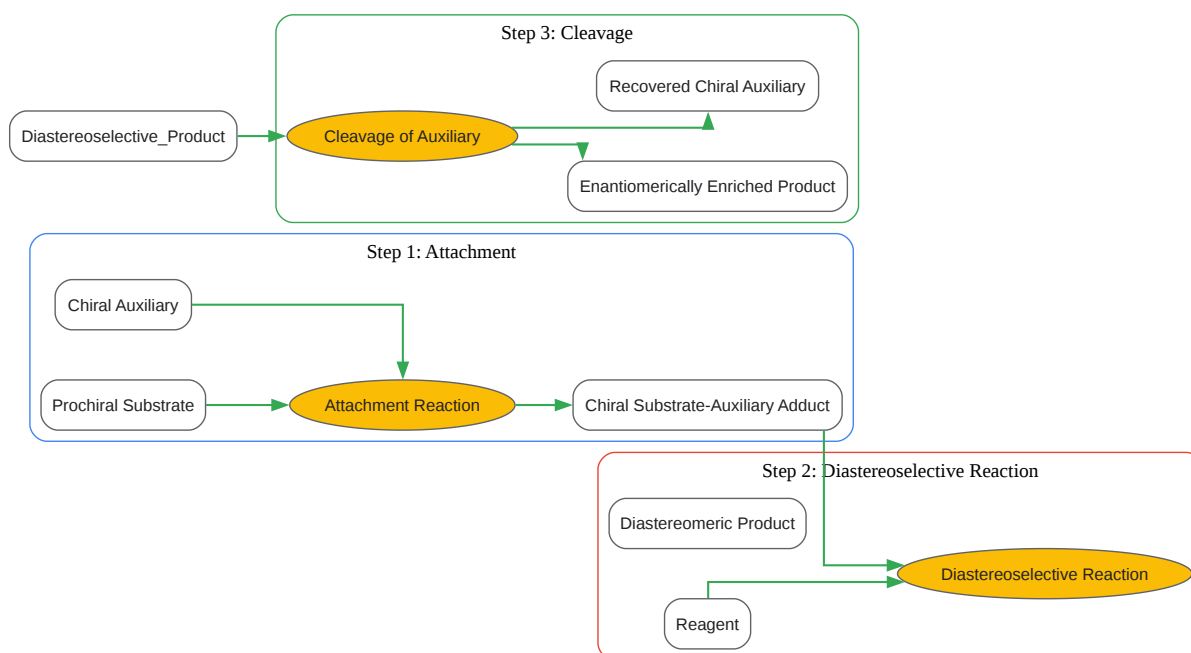 Step 3: Cleavage
Recovered Chiral Auxiliary
Diastereoselective_Product
Cleavage of Auxiliary
Enantiomerically Enriched Product
Step 1: Attachment
Chiral Auxiliary
Prochiral Substrate
Attachment Reaction
Chiral Substrate-Auxiliary Adduct
Step 2: Diastereoselective Reaction
Diastereomeric Product
Diastereoselective Reaction
Reagent